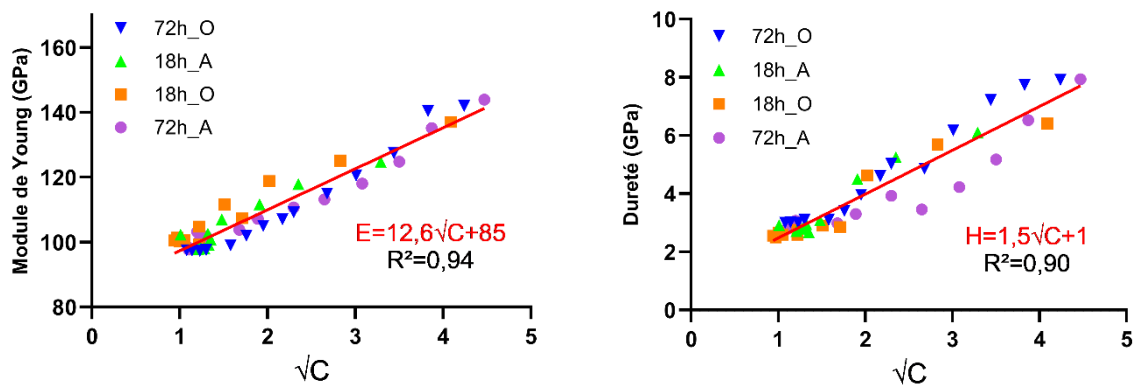 72h_O
18h_A
18h_O
72h_A
Module de Young (GPa)
160
140
120
100
80
E=12,6√C+85
R²=0,94
0 1 2 3 4 5
√C
72h_O
18h_A
18h_O
72h_A
Dureté (GPa)
10
8
6
4
2
0
H=1,5√C+1
R²=0,90
0 1 2 3 4 5
√C